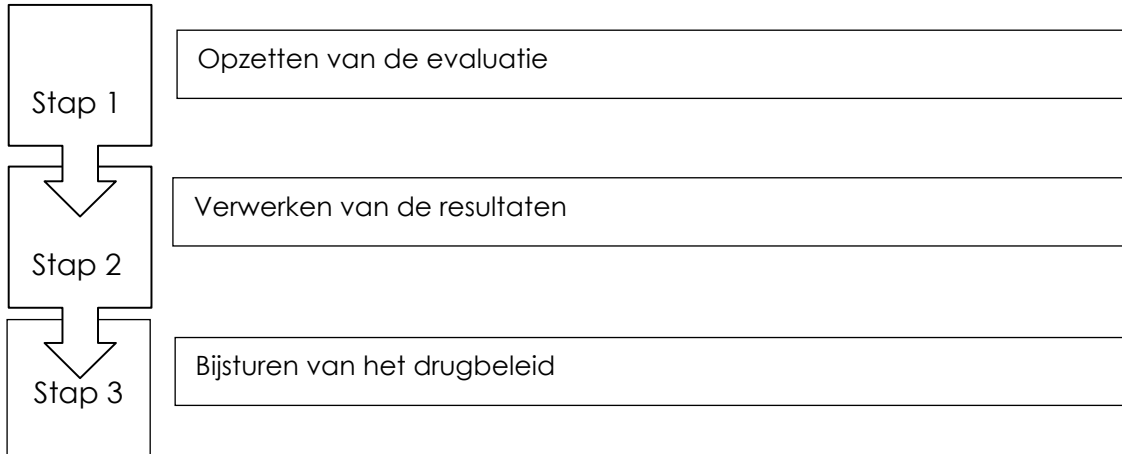 Opzetten van de evaluatie
Stap 1
Verwerken van de resultaten
Stap 2
Bijsturen van het drugbeleid
Stap 3